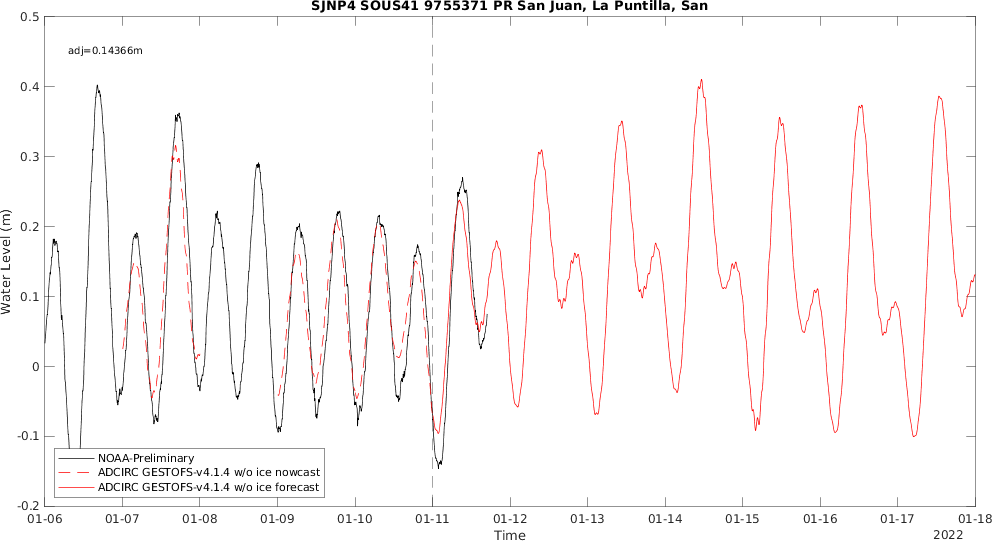 SJNP4 SOUS41 9755371 PR San Juan, La Puntilla, San
adj=0.14366m
Water Level (m)
0.5
0.4
0.3
0.2
0.1
0
-0.1
-0.2
NOAA-Preliminary
ADCIRC GESTOFS-v4.1.4 w/o ice nowcast
ADCIRC GESTOFS-v4.1.4 w/o ice forecast
01-06 01-07 01-08 01-09 01-10 01-11 01-12 01-13 01-14 01-15 01-16 01-17 01-18
Time
2022